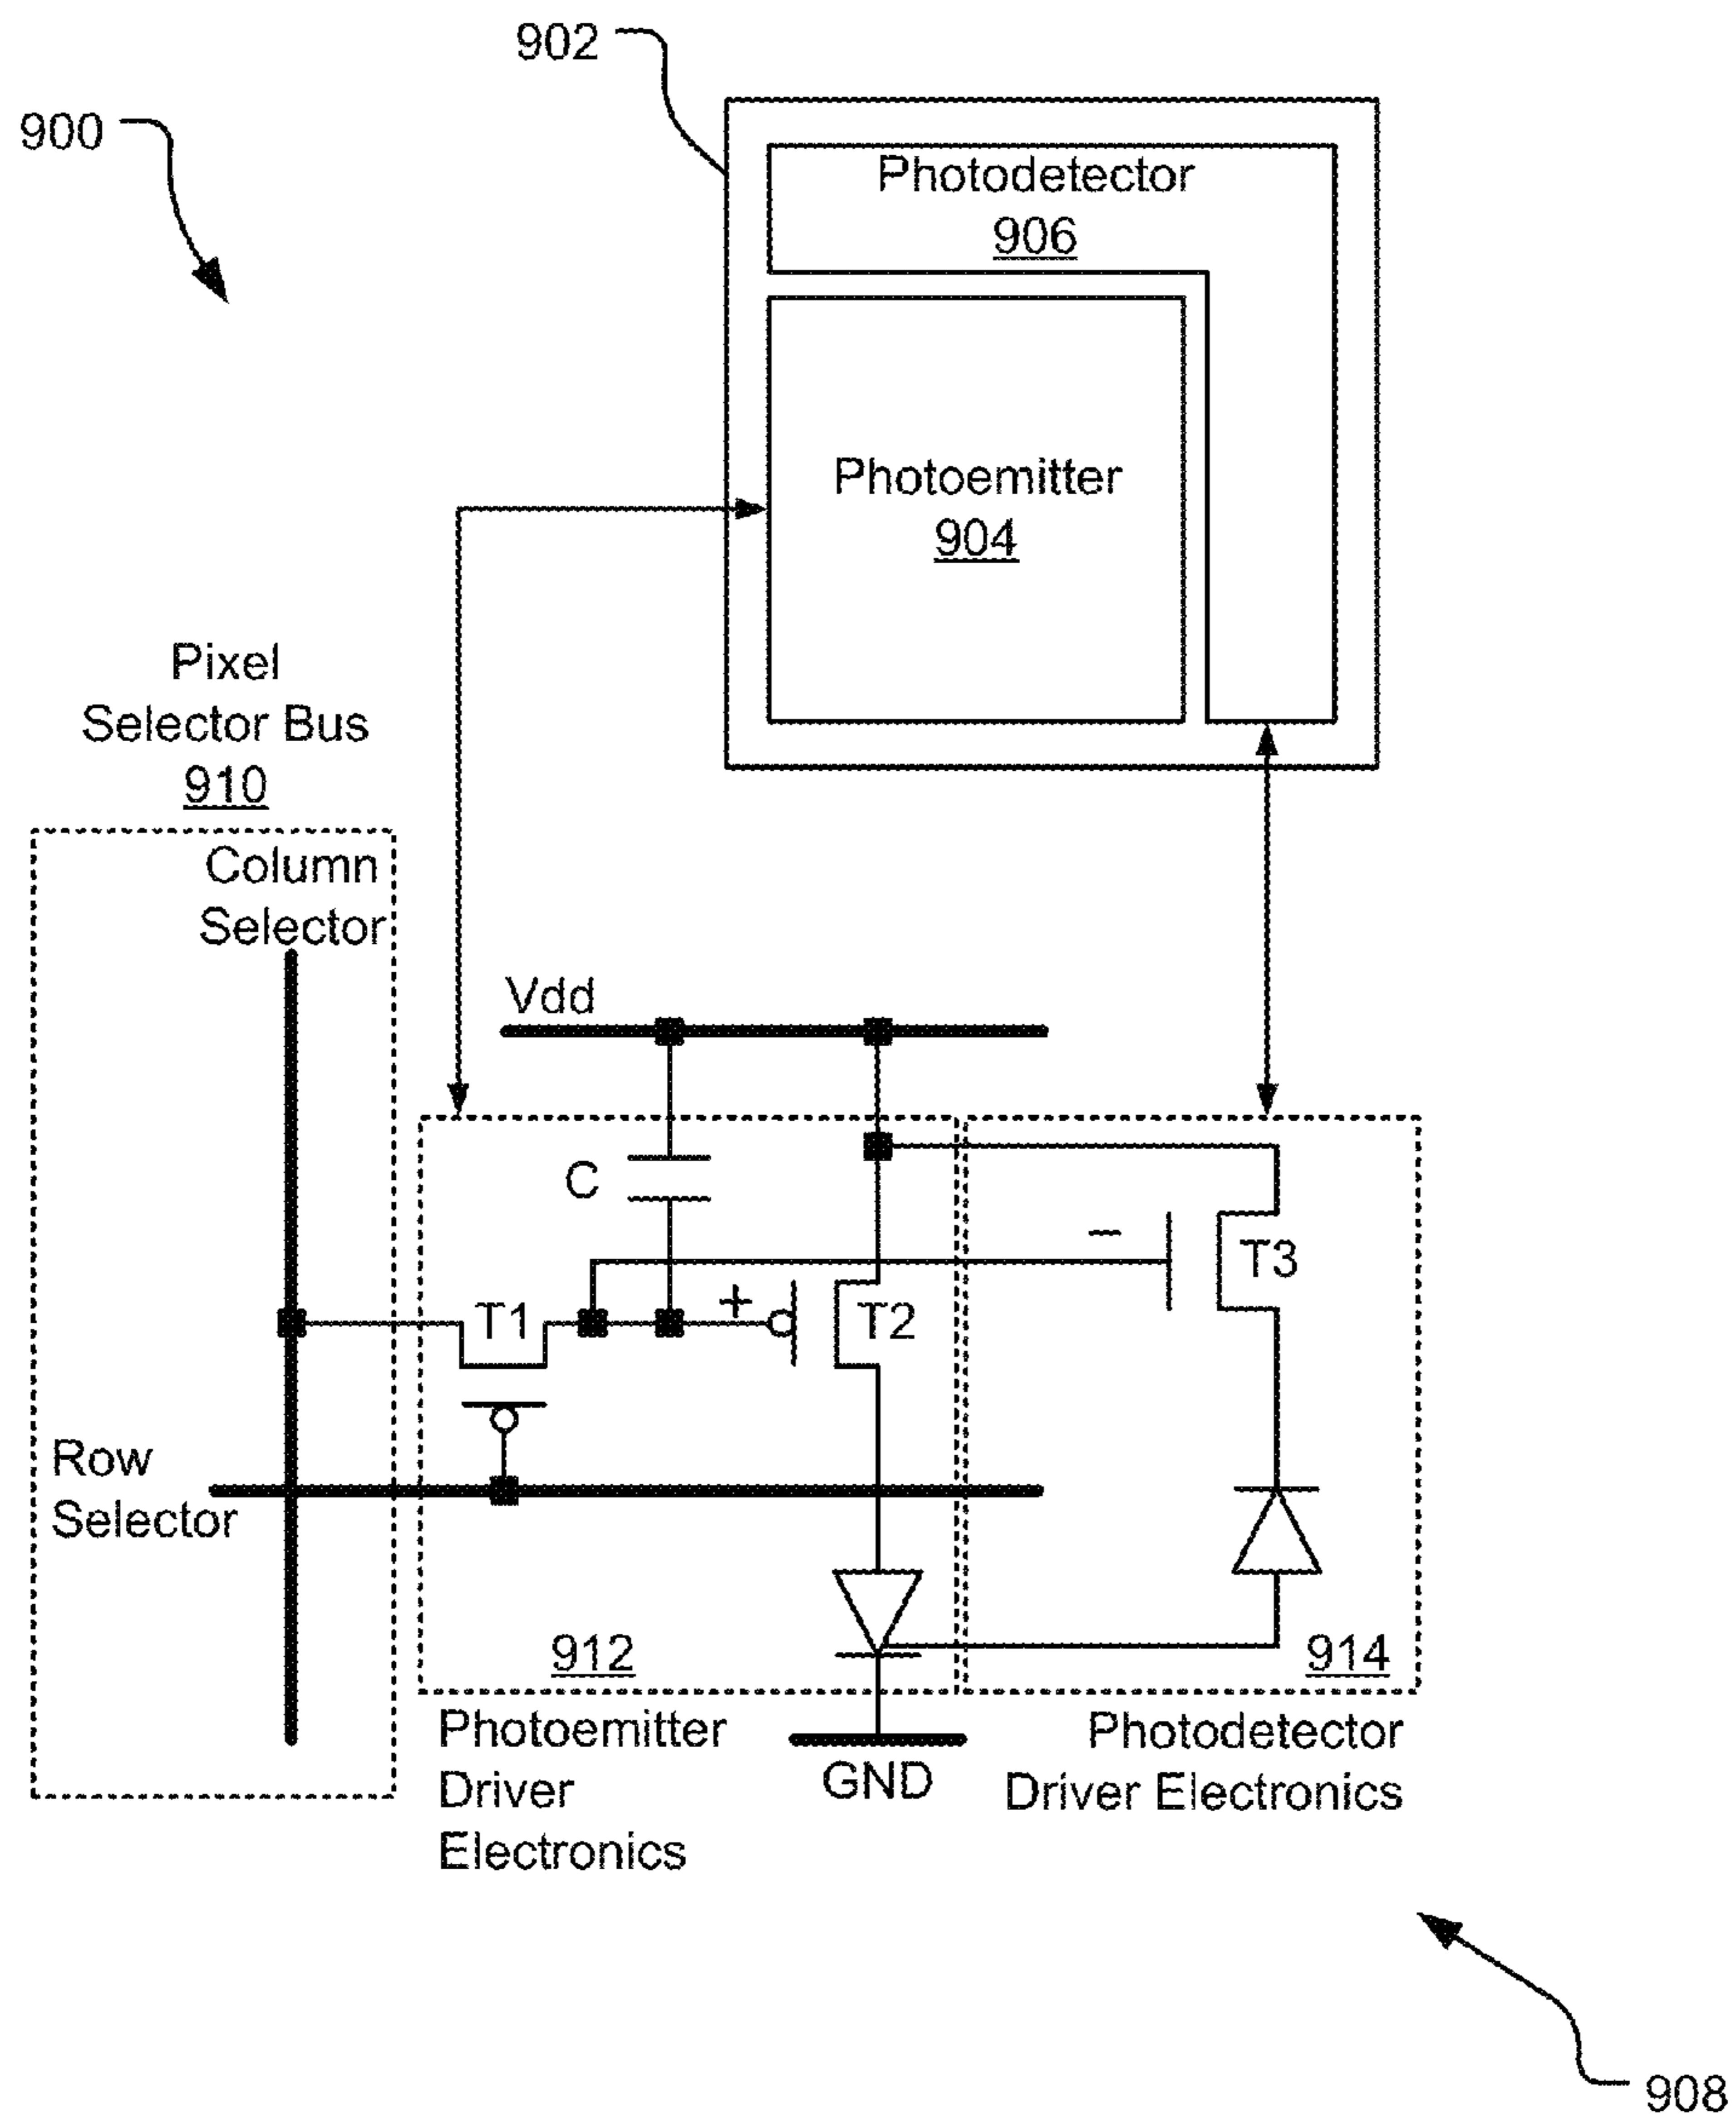 902
900
Photodetector
906
Photoemitter
904
Pixel
Selector Bus
910
Column
Selector
Vdd
C
−
T3
+
T1
T2
Row
Selector
912
914
Photoemitter
Driver
Electronics
GND
Photodetector
Driver Electronics
908